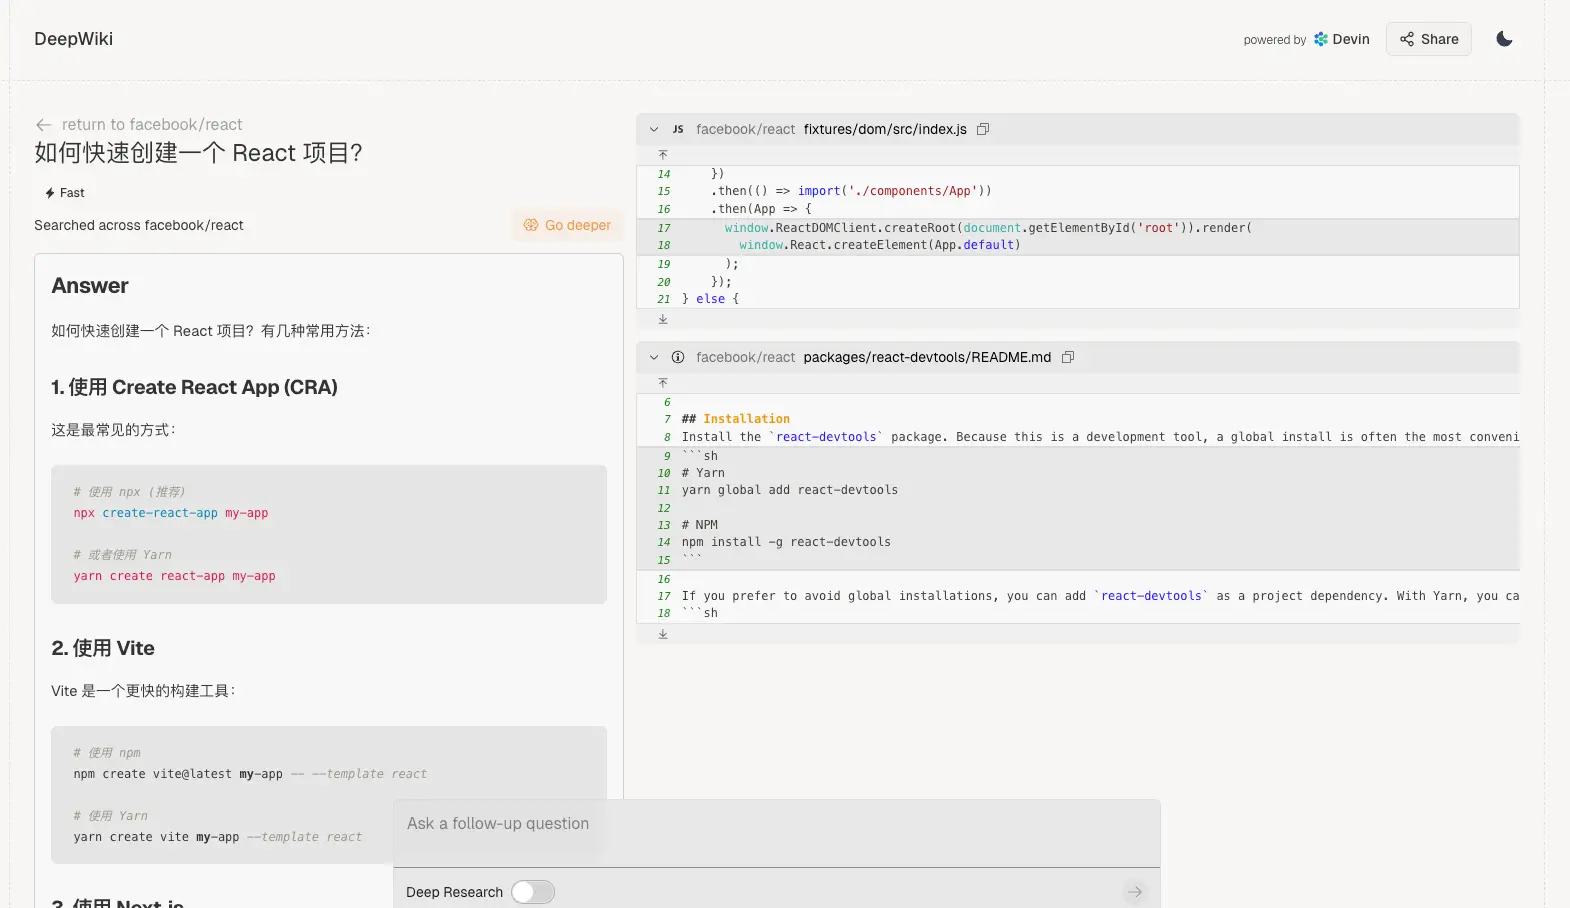 DeepWiki
powered by Devin
Share
return to facebook/react
如何快速创建一个 React 项目?
Fast
Searched across facebook/react
Go deeper
Answer
如何快速创建一个 React 项目？有几种常用方法：
1. 使用 Create React App (CRA)
这是最常见的方式：
# 使用 npx (推荐)
npx create-react-app my-app
# 或者使用 Yarn
yarn create react-app my-app
2. 使用 Vite
Vite 是一个更快的构建工具：
# 使用 npm
npm create vite@latest my-app -- --template react
# 使用 Yarn
yarn create vite my-app --template react
3. 使用 Next.js
JS facebook/react fixtures/dom/src/index.js
14 })
15 .then(() => import('./components/App'))
16 .then(App => {
17 window.ReactDOMClient.createRoot(document.getElementById('root')).render(
18 window.React.createElement(App.default)
19 );
20 });
21 } else {
facebook/react packages/react-devtools/README.md
6
7 ## Installation
8 Install the `react-devtools` package. Because this is a development tool, a global install is often the most conveni
9 ```sh
10 # Yarn
11 yarn global add react-devtools
12
13 # NPM
14 npm install -g react-devtools
15 ```
16
17 If you prefer to avoid global installations, you can add `react-devtools` as a project dependency. With Yarn, you ca
18 ```sh
Ask a follow-up question
Deep Research